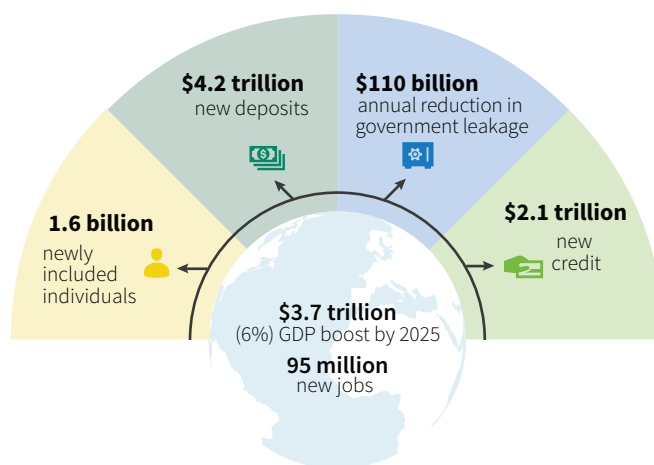 $4.2 trillion
new deposits
$110 billion
annual reduction in
government leakage
1.6 billion
newly
included
individuals
$2.1 trillion
new
credit
$3.7 trillion
(6%) GDP boost by 2025
95 million
new jobs